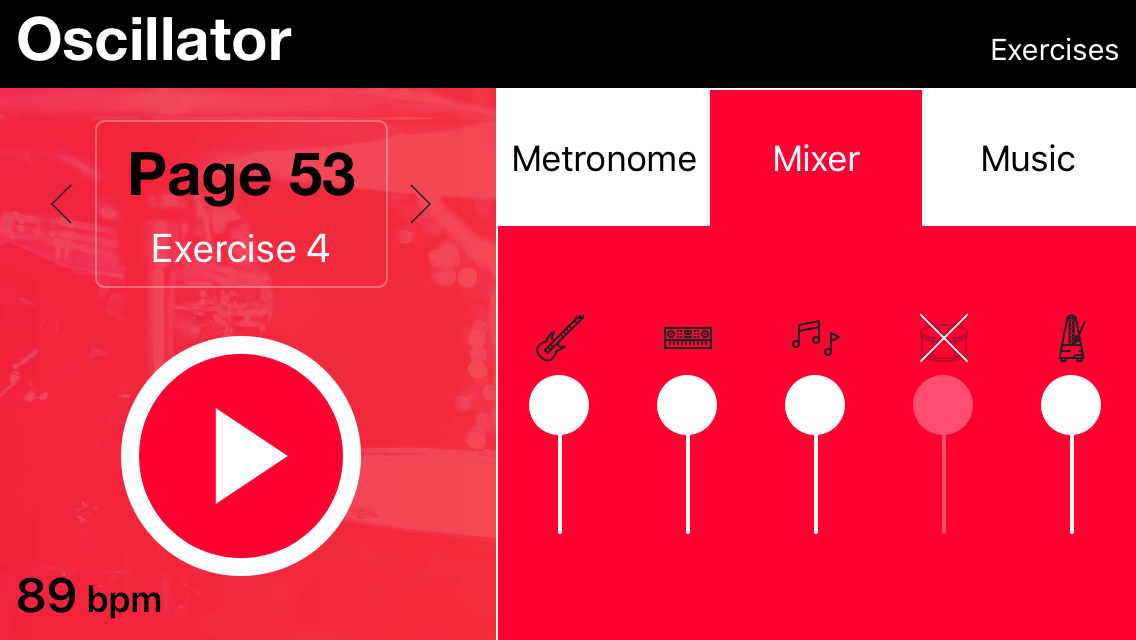 Oscillator
Exercises
Page 53
Exercise 4
89 bpm
Metronome
Mixer
Music